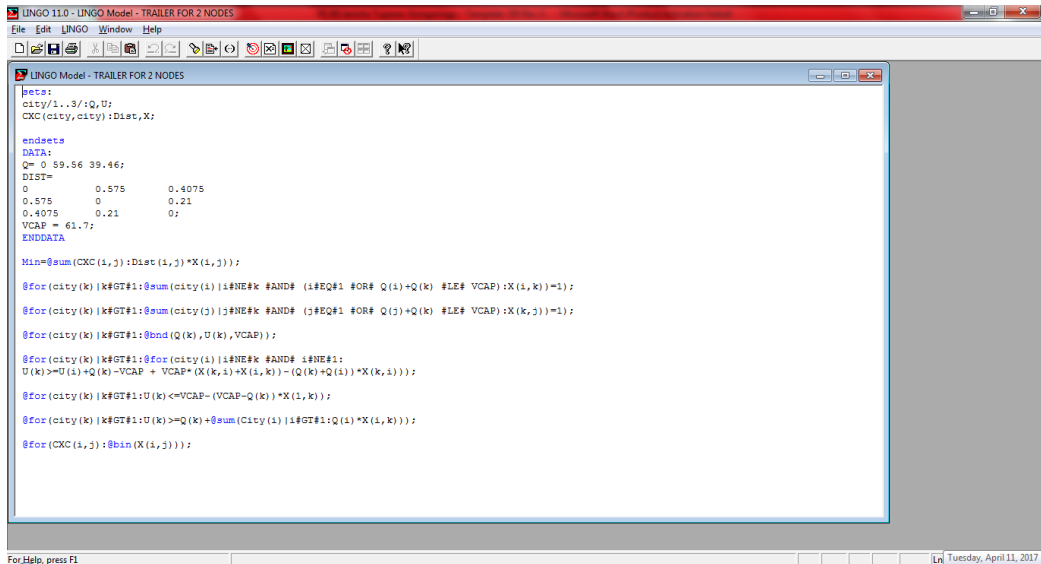 LINGO 11.0 - LINGO Model - TRAILER FOR 2 NODES
File Edit LINGO Window Help
LINGO Model - TRAILER FOR 2 NODES
sets:
city/1..3/:Q,U;
CXC(city,city):Dist,X;
endsets
DATA:
Q= 0 59.56 39.46;
DIST=
0 0.575 0.4075
0.575 0 0.21
0.4075 0.21 0;
VCAP = 61.7;
ENDDATA
Min=@sum(CXC(i,j):Dist(i,j)*X(i,j));
@for(city(k)|k#GT#1:@sum(city(i)|i#NE#k #AND# (i#EQ#1 #OR# Q(i)+Q(k) #LE# VCAP):X(i,k))=1);
@for(city(k)|k#GT#1:@sum(city(j)|j#NE#k #AND# (j#EQ#1 #OR# Q(j)+Q(k) #LE# VCAP):X(k,j))=1);
@for(city(k)|k#GT#1:@bnd(Q(k),U(k),VCAP));
@for(city(k)|k#GT#1:@for(city(i)|i#NE#k #AND# i#NE#1:
U(k)>=U(i)+Q(k)-VCAP + VCAP*(X(k,i)+X(i,k))-(Q(k)+Q(i))*X(k,i)));
@for(city(k)|k#GT#1:U(k)<=VCAP-(VCAP-Q(k))*X(1,k));
@for(city(k)|k#GT#1:U(k)>=Q(k)+@sum(City(i)|i#GT#1:Q(i)*X(i,k)));
@for(CXC(i,j):@bin(X(i,j)));
For Help, press F1
Ln
Tuesday, April 11, 2017